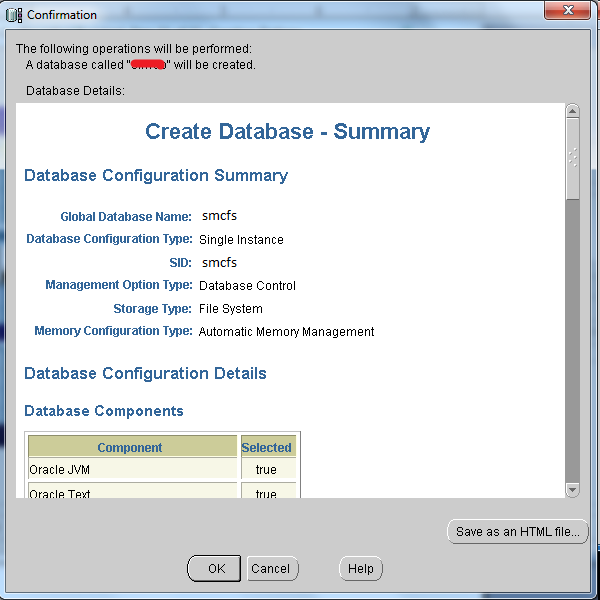 Confirmation
The following operations will be performed:
A database called "" will be created.
Database Details:
Create Database - Summary
Database Configuration Summary
Global Database Name: smcfs
Database Configuration Type: Single Instance
SID: smcfs
Management Option Type: Database Control
Storage Type: File System
Memory Configuration Type: Automatic Memory Management
Database Configuration Details
Database Components
Component Selected
Oracle JVM true
Oracle Text true
Save as an HTML file...
OK Cancel Help